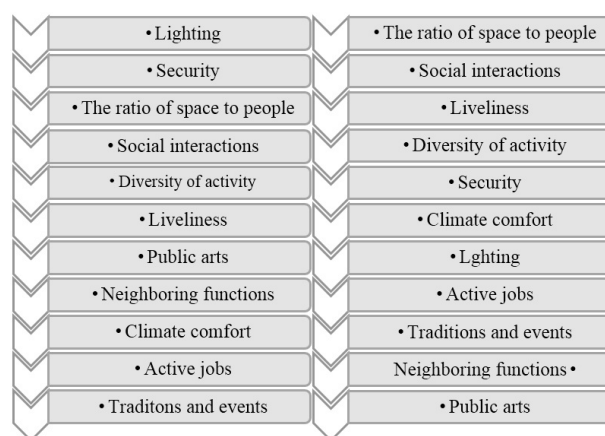 • Lighting
• Security
• The ratio of space to people
• Social interactions
• Diversity of activity
• Liveliness
• Public arts
• Neighboring functions
• Climate comfort
• Active jobs
• Traditons and events
• The ratio of space to people
• Social interactions
• Liveliness
• Diversity of activity
• Security
• Climate comfort
• Lghting
• Active jobs
• Traditions and events
Neighboring functions •
• Public arts